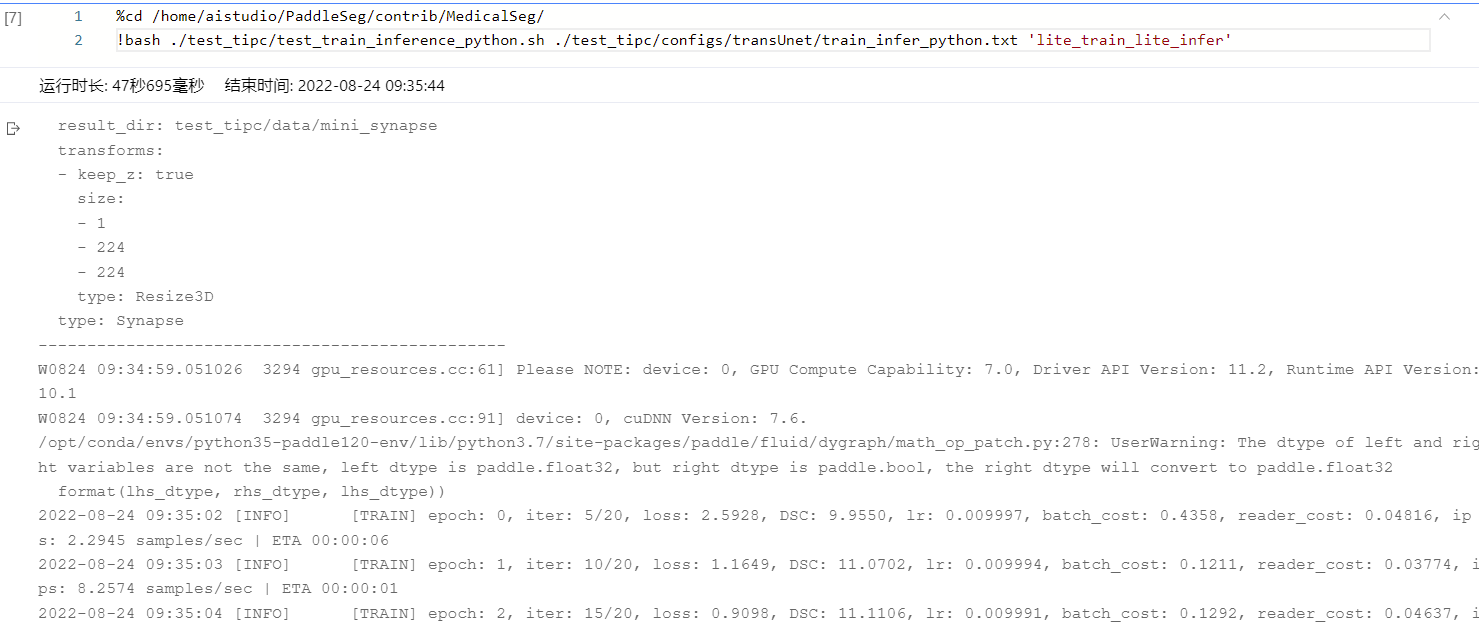 [7]
1 %cd /home/aistudio/PaddleSeg/contrib/MedicalSeg/
2 !bash ./test_tipc/test_train_inference_python.sh ./test_tipc/configs/transUnet/train_infer_python.txt 'lite_train_lite_infer'
运行时长: 47秒695毫秒 结束时间: 2022-08-24 09:35:44
result_dir: test_tipc/data/mini_synapse
transforms:
- keep_z: true
size:
- 1
- 224
- 224
type: Resize3D
type: Synapse
------------------------------------------------
W0824 09:34:59.051026 3294 gpu_resources.cc:61] Please NOTE: device: 0, GPU Compute Capability: 7.0, Driver API Version: 11.2, Runtime API Version:
10.1
W0824 09:34:59.051074 3294 gpu_resources.cc:91] device: 0, cuDNN Version: 7.6.
/opt/conda/envs/python35-paddle120-env/lib/python3.7/site-packages/paddle/fluid/dygraph/math_op_patch.py:278: UserWarning: The dtype of left and rig
ht variables are not the same, left dtype is paddle.float32, but right dtype is paddle.bool, the right dtype will convert to paddle.float32
format(lhs_dtype, rhs_dtype, lhs_dtype))
2022-08-24 09:35:02 [INFO] [TRAIN] epoch: 0, iter: 5/20, loss: 2.5928, DSC: 9.9550, lr: 0.009997, batch_cost: 0.4358, reader_cost: 0.04816, ip
s: 2.2945 samples/sec | ETA 00:00:06
2022-08-24 09:35:03 [INFO] [TRAIN] epoch: 1, iter: 10/20, loss: 1.1649, DSC: 11.0702, lr: 0.009994, batch_cost: 0.1211, reader_cost: 0.03774, i
ps: 8.2574 samples/sec | ETA 00:00:01
2022-08-24 09:35:04 [INFO] [TRAIN] epoch: 2, iter: 15/20, loss: 0.9098, DSC: 11.1106, lr: 0.009991, batch_cost: 0.1292, reader_cost: 0.04637, i